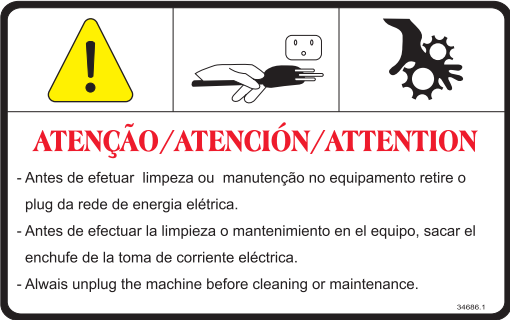 ATENÇÃO/ATENCIÓN/ATTENTION
- Antes de efetuar limpeza ou manutenção no equipamento retire o
plug da rede de energia elétrica.
- Antes de efectuar la limpieza o mantenimiento en el equipo, sacar el
enchufe de la toma de corriente eléctrica.
- Alwais unplug the machine before cleaning or maintenance.
34686.1